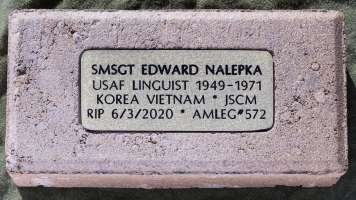 SMSGT EDWARD NALEPKA
USAF LINGUIST 1949-1971
KOREA VIETNAM * JSCM
RIP 6/3/2020 * AMLEG#572